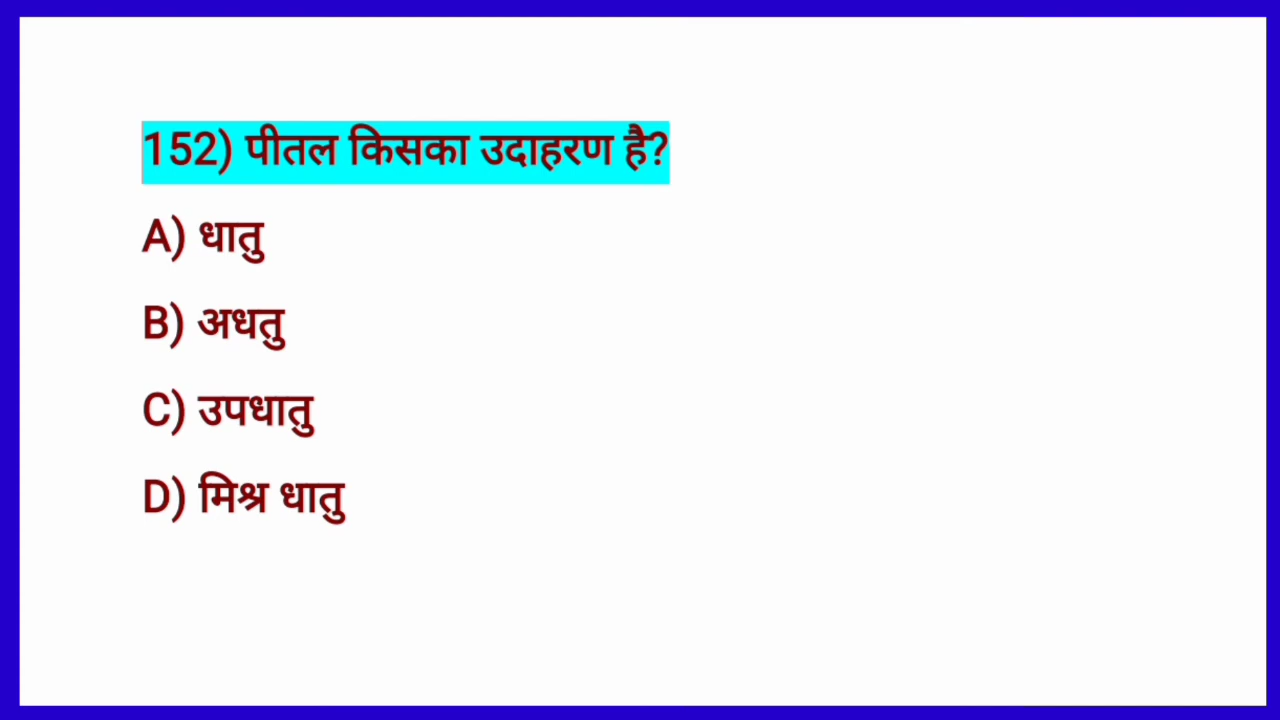 152) पीतल किसका उदाहरण है?
A) धातु
B) अधतु
C) उपधातु
D) मिश्र धातु